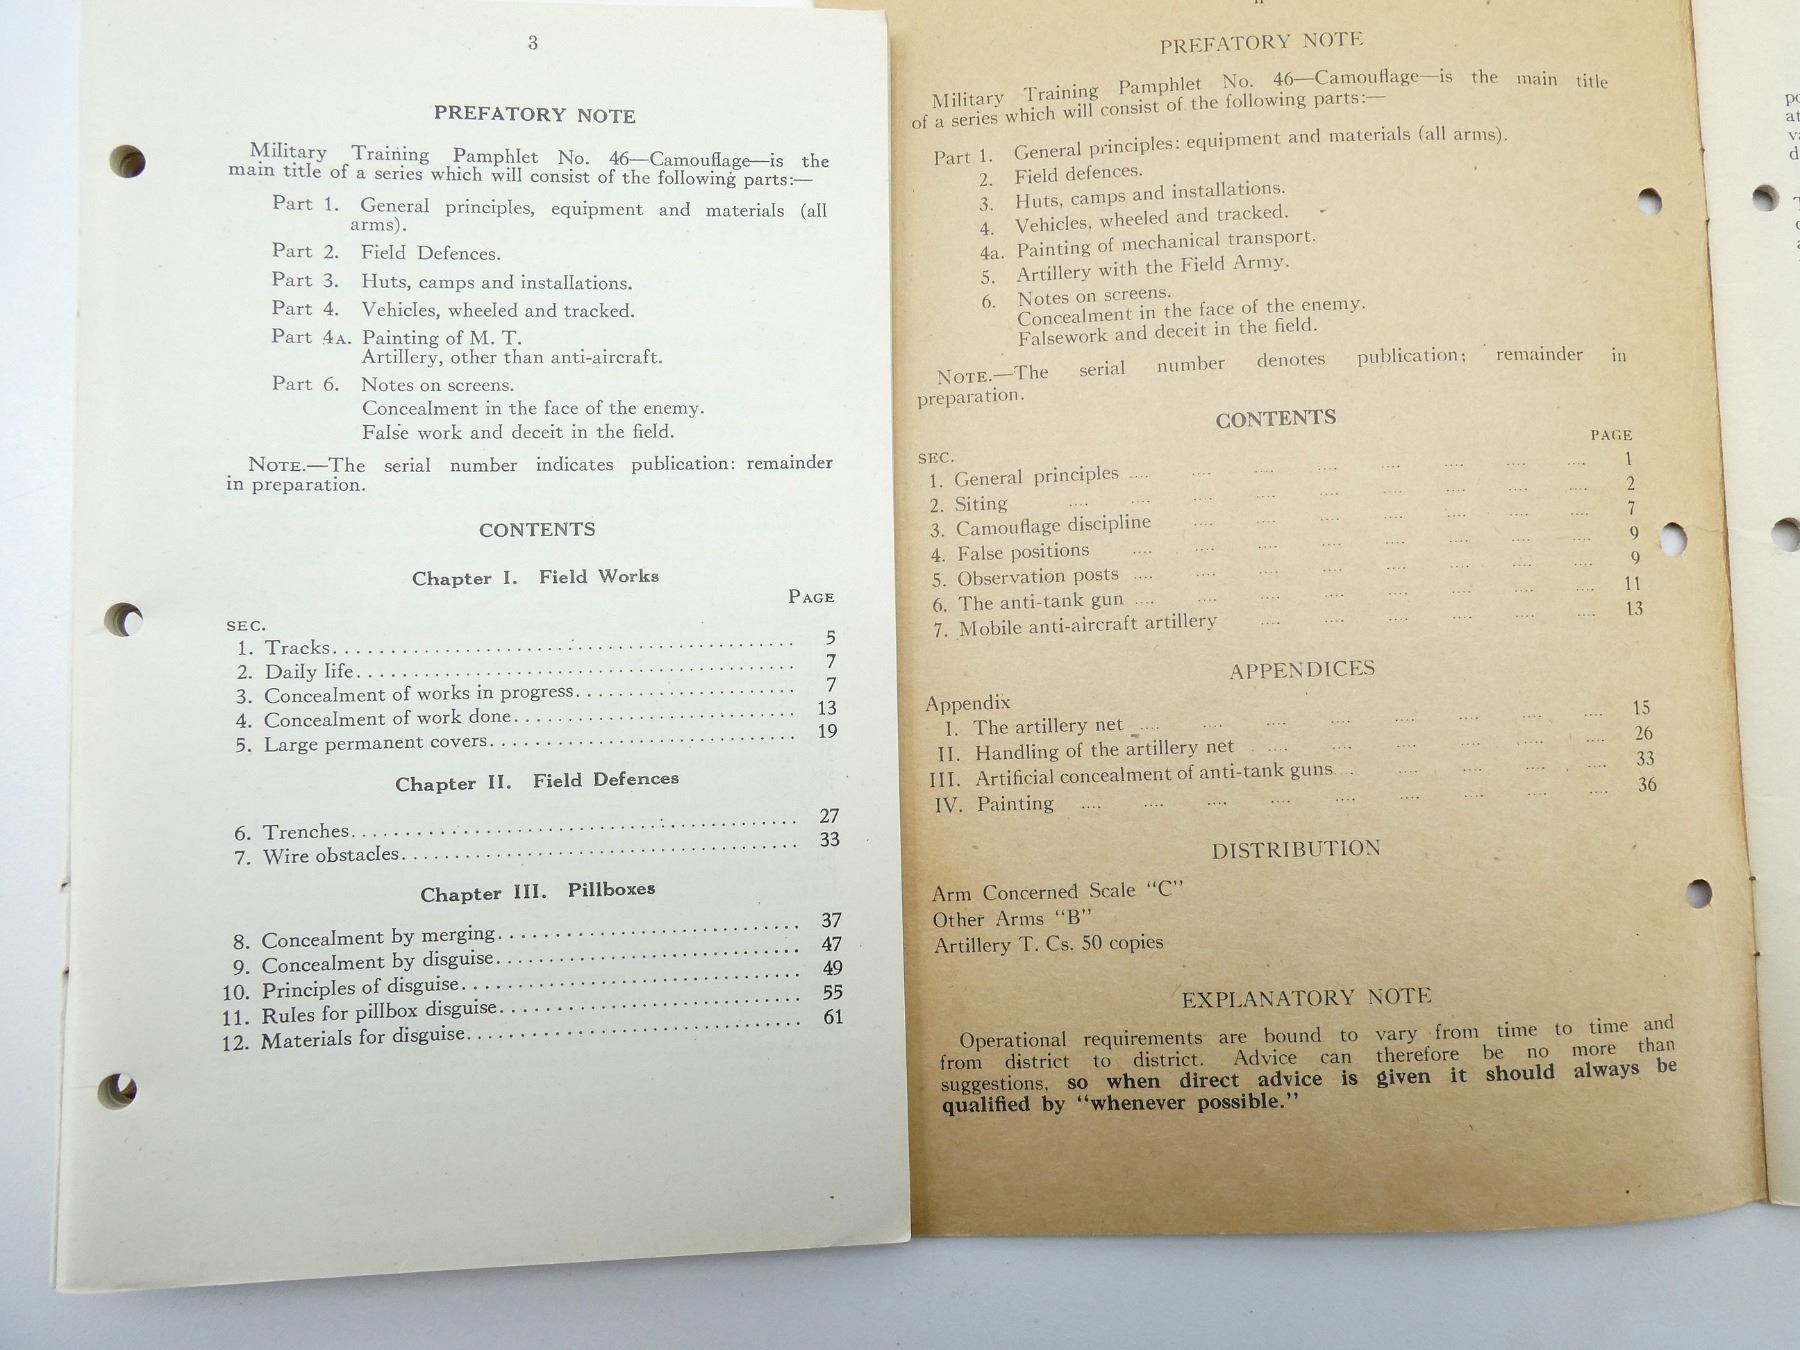 3
PREFATORY NOTE
Military Training Pamphlet No. 46—Camouflage—is the
main title of a series which will consist of the following parts:—
Part 1. General principles, equipment and materials (all
arms).
Part 2. Field Defences.
Part 3. Huts, camps and installations.
Part 4. Vehicles, wheeled and tracked.
Part 4A. Painting of M. T.
Artillery, other than anti-aircraft.
Part 6. Notes on screens.
Concealment in the face of the enemy.
False work and deceit in the field.
NOTE.—The serial number indicates publication: remainder
in preparation.
CONTENTS
Chapter I. Field Works
PAGE
SEC.
1. Tracks. . . . . . . . . . 5
2. Daily life. . . . . . . . . . 7
3. Concealment of works in progress. . . . . . . . . . 7
4. Concealment of work done. . . . . . . . . . 13
5. Large permanent covers. . . . . . . . . . 19
Chapter II. Field Defences
6. Trenches. . . . . . . . . . 27
7. Wire obstacles. . . . . . . . . . 33
Chapter III. Pillboxes
8. Concealment by merging. . . . . . . . . . 37
9. Concealment by disguise. . . . . . . . . . 47
10. Principles of disguise. . . . . . . . . . 49
11. Rules for pillbox disguise. . . . . . . . . . 55
12. Materials for disguise. . . . . . . . . . 61
PREFATORY NOTE
Military Training Pamphlet No. 46—Camouflage—is the main title
of a series which will consist of the following parts:—
Part 1. General principles: equipment and materials (all arms).
2. Field defences.
3. Huts, camps and installations.
4. Vehicles, wheeled and tracked.
4a. Painting of mechanical transport.
5. Artillery with the Field Army.
6. Notes on screens.
Concealment in the face of the enemy.
Falsework and deceit in the field.
NOTE.—The serial number denotes publication; remainder in
preparation.
CONTENTS
PAGE
SEC.
1. General principles .... .... .... 1
2. Siting .... .... .... 2
3. Camouflage discipline .... .... .... 7
4. False positions .... .... .... 9
5. Observation posts .... .... .... 9
6. The anti-tank gun .... .... .... 11
7. Mobile anti-aircraft artillery .... .... .... 13
APPENDICES
Appendix
I. The artillery net .... .... .... 15
II. Handling of the artillery net .... .... .... 26
III. Artificial concealment of anti-tank guns .... .... .... 33
IV. Painting .... .... .... 36
DISTRIBUTION
Arm Concerned Scale "C"
Other Arms "B"
Artillery T. Cs. 50 copies
EXPLANATORY NOTE
Operational requirements are bound to vary from time to time and
from district to district. Advice can therefore be no more than
suggestions, so when direct advice is given it should always be
qualified by "whenever possible."